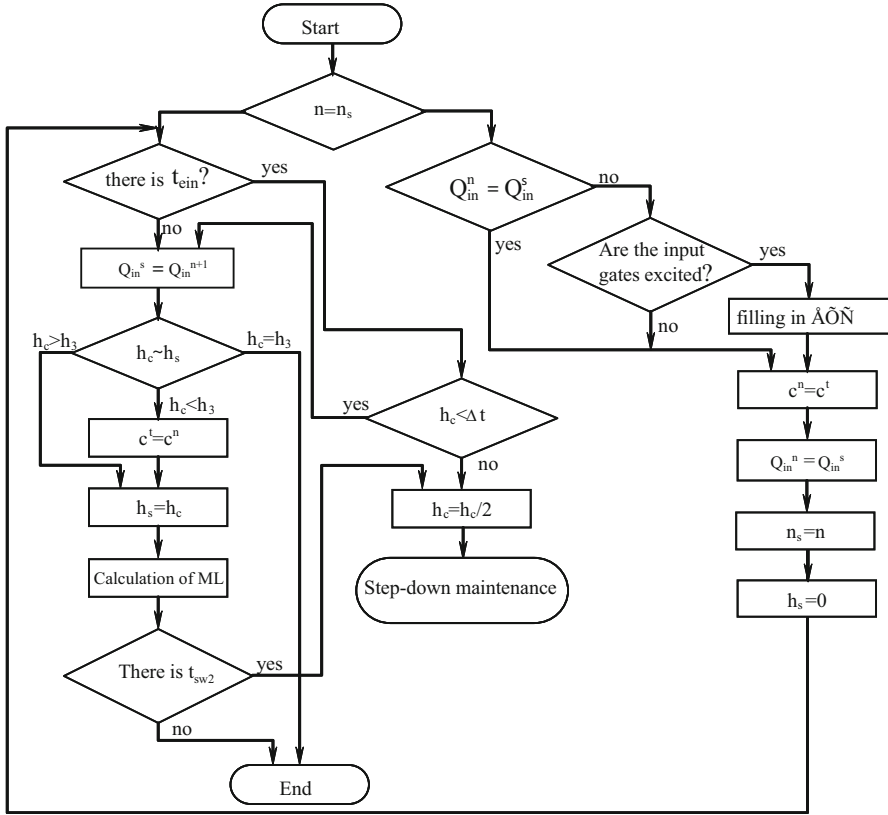 Start
n=nₛ
there is t_ein?
yes
no
Q_in^n = Q_in^s
no
yes
Are the input
gates excited?
yes
no
filling in ÅÕÑ
Q_in^s = Q_in^n+1
h_c>h_3
h_c~h_s
h_c=h_3
h_c<h_3
c^t=c^n
h_s=h_c
Calculation of ML
There is t_sw2
yes
no
End
h_c<Δt
yes
no
h_c=h_c/2
Step-down maintenance
c^n=c^t
Q_in^n = Q_in^s
n_s=n
h_s=0